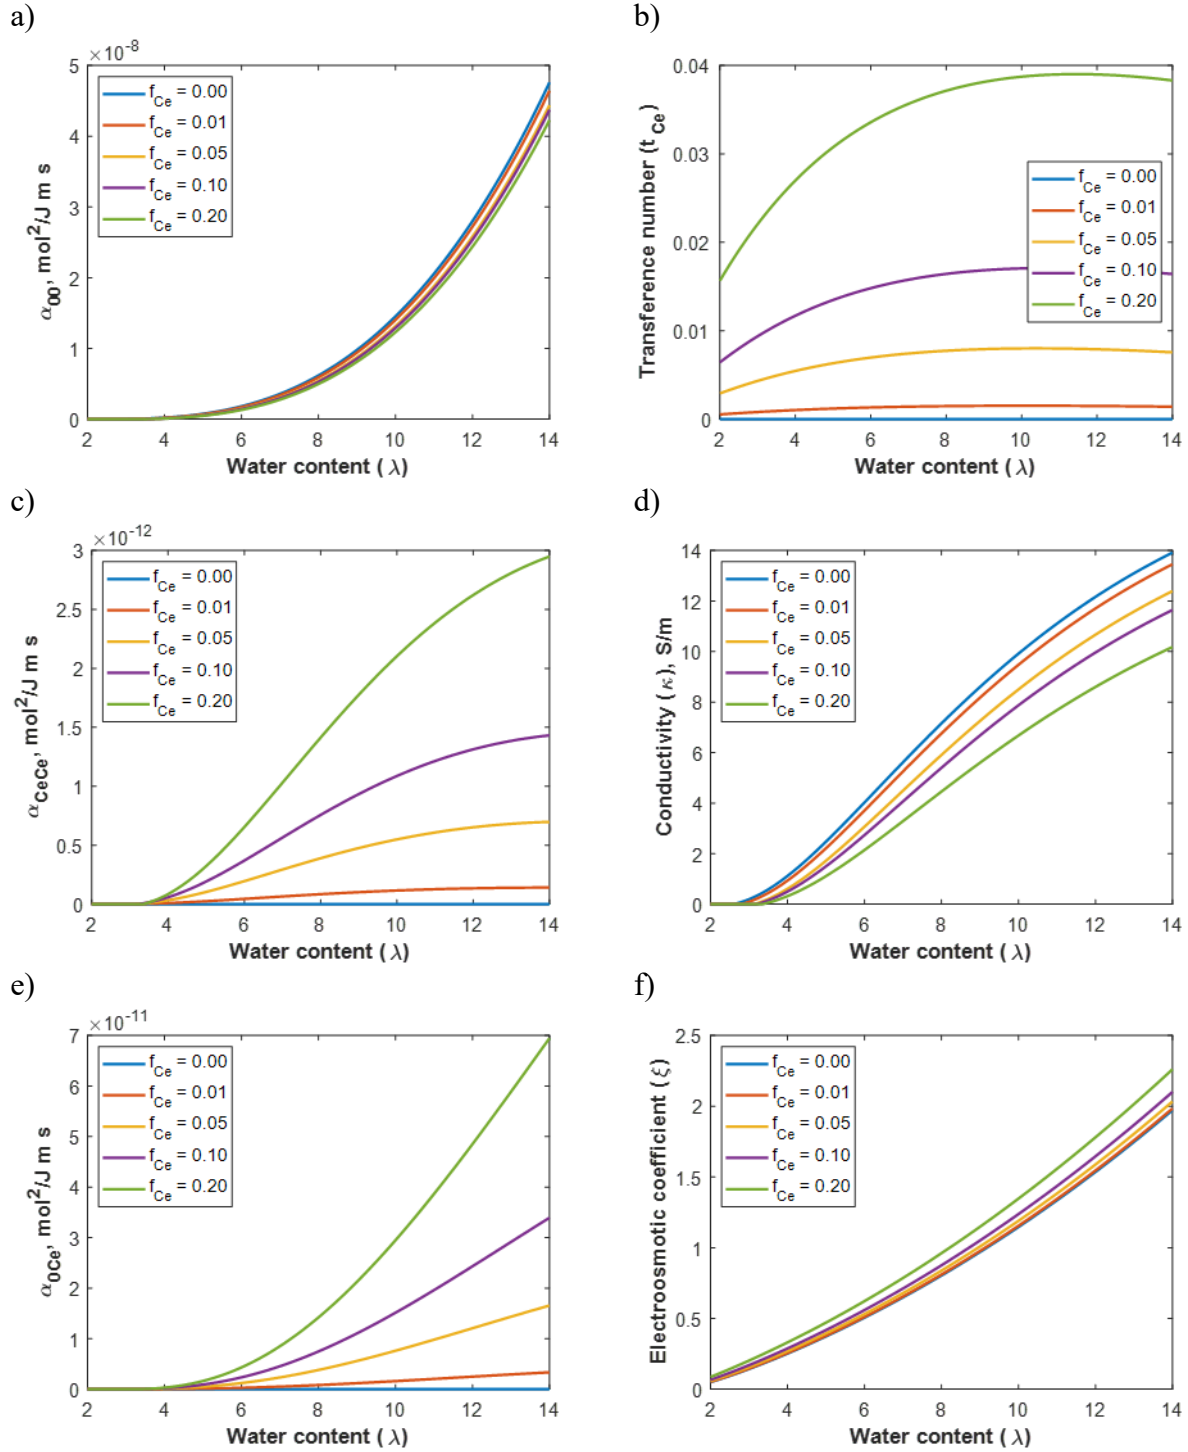 a)
×10⁻⁸
5
4
3
2
1
0
2 4 6 8 10 12 14
α₀₀, mol²/J m s
Water content (λ)
f_Ce = 0.00
f_Ce = 0.01
f_Ce = 0.05
f_Ce = 0.10
f_Ce = 0.20
b)
0.04
0.03
0.02
0.01
0
2 4 6 8 10 12 14
Transference number (t_Ce)
Water content (λ)
f_Ce = 0.00
f_Ce = 0.01
f_Ce = 0.05
f_Ce = 0.10
f_Ce = 0.20
c)
×10⁻¹²
3
2.5
2
1.5
1
0.5
0
2 4 6 8 10 12 14
α_CeCe, mol²/J m s
Water content (λ)
f_Ce = 0.00
f_Ce = 0.01
f_Ce = 0.05
f_Ce = 0.10
f_Ce = 0.20
d)
14
12
10
8
6
4
2
0
2 4 6 8 10 12 14
Conductivity (κ), S/m
Water content (λ)
f_Ce = 0.00
f_Ce = 0.01
f_Ce = 0.05
f_Ce = 0.10
f_Ce = 0.20
e)
×10⁻¹¹
7
6
5
4
3
2
1
0
2 4 6 8 10 12 14
α_0Ce, mol²/J m s
Water content (λ)
f_Ce = 0.00
f_Ce = 0.01
f_Ce = 0.05
f_Ce = 0.10
f_Ce = 0.20
f)
2.5
2
1.5
1
0.5
0
2 4 6 8 10 12 14
Electroosmotic coefficient (ξ)
Water content (λ)
f_Ce = 0.00
f_Ce = 0.01
f_Ce = 0.05
f_Ce = 0.10
f_Ce = 0.20